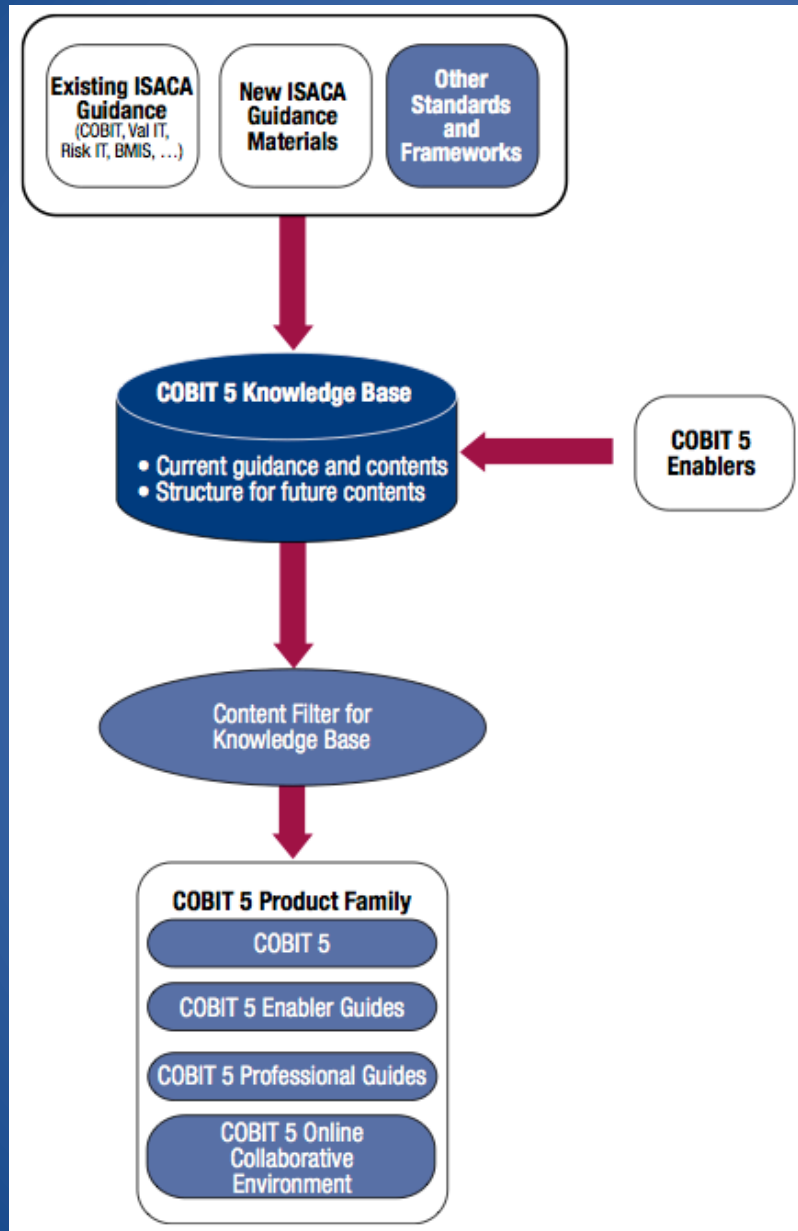 Existing ISACA
Guidance
(COBIT, Val IT,
Risk IT, BMIS, …)
New ISACA
Guidance
Materials
Other
Standards
and
Frameworks
COBIT 5 Knowledge Base
• Current guidance and contents
• Structure for future contents
COBIT 5
Enablers
Content Filter for
Knowledge Base
COBIT 5 Product Family
COBIT 5
COBIT 5 Enabler Guides
COBIT 5 Professional Guides
COBIT 5 Online
Collaborative
Environment